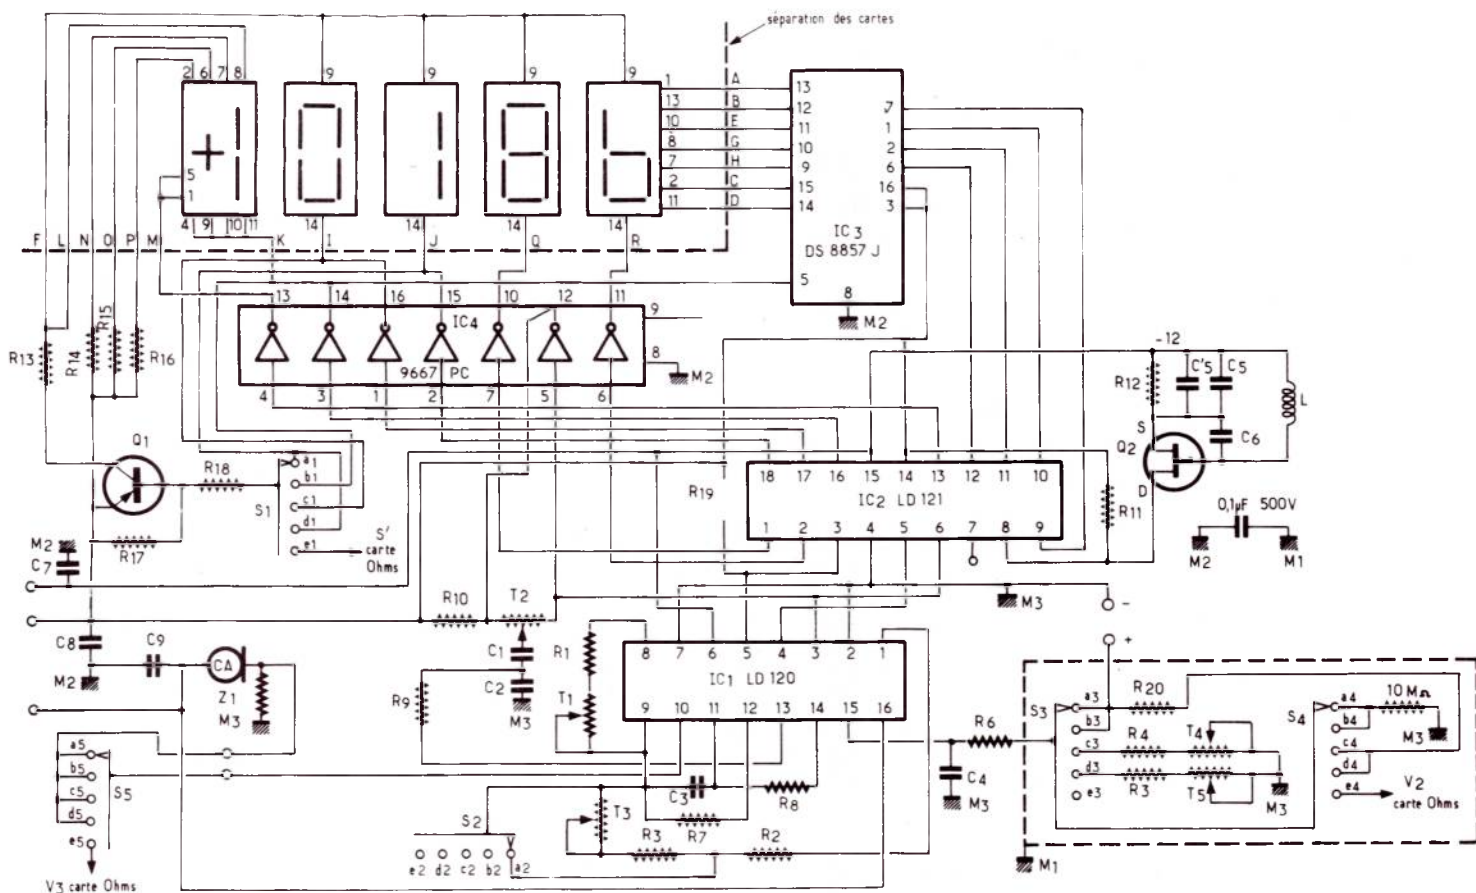 séparation des cartes
2 6 7 8
9
9
9
9
1 A
13 B
10 E
8 G
7 H
2 C
11 D
13
12
11
10
9
15
14
5
7
1
2
6
16
3
IC3
DS 8857 J
8
M2
5
1
4 9 10 11
14
14
14
14
F L N O P M
K I J Q R
13 14 16 15 10 12 11 9
IC4
9667 PC
8
M2
4 3 1 2 7 5 6
R13
R14
R15
R16
-12
R12
C'5
C5
L
C6
S
Q2
D
Q1
R18
a1
b1
c1
d1
e1
S1
S'
carte
Ohms
R17
R19
18 17 16 15 14 13 12 11 10
IC2 LD 121
1 2 3 4 5 6 7 8 9
R11
0,1µF 500V
M2
M1
M2
C7
R10
T2
M3
-
+
C8
C9
CA
Z1
M3
M2
C1
C2
M3
R9
R1
T1
8 7 6 5 4 3 2 1
IC1 LD 120
9 10 11 12 13 14 15 16
R6
C4
M3
S3
a3
b3
c3
d3
e3
R20
R4
T4
R3
T5
M3
S4
a4
b4
c4
d4
e4
10 MΩ
M3
V2
carte Ohms
a5
b5
c5
d5
e5
S5
V3 carte Ohms
C3
R8
T3
R7
S2
R3
R2
e2 d2 c2 b2 a2
M1